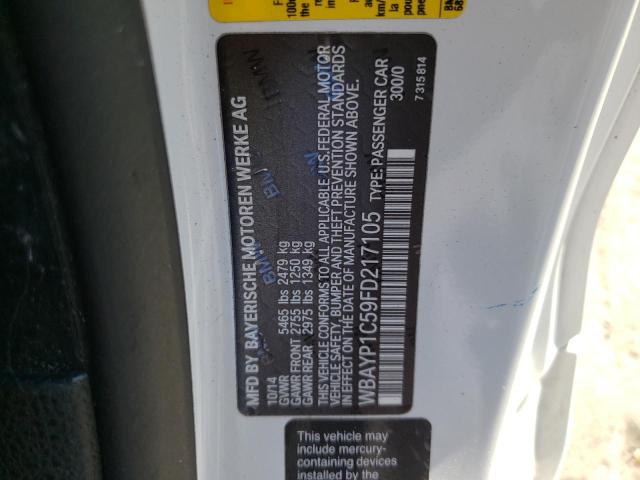 MFD BY BAYERISCHE MOTOREN WERKE AG
10/14
GVWR 5465 lbs 2479 kg
GAWR FRONT 2775 lbs 1250 kg
GAWR REAR 2975 lbs 1349 kg
THIS VEHICLE CONFORMS TO ALL APPLICABLE U.S. FEDERAL MOTOR
VEHICLE SAFETY, BUMPER AND THEFT PREVENTION STANDARDS
IN EFFECT ON THE DATE OF MANUFACTURE SHOWN ABOVE.
WBAYP1C59FD217105 TYPE: PASSENGER CAR
300/0
7 315 814
This vehicle may
include mercury-
containing devices
installed by the